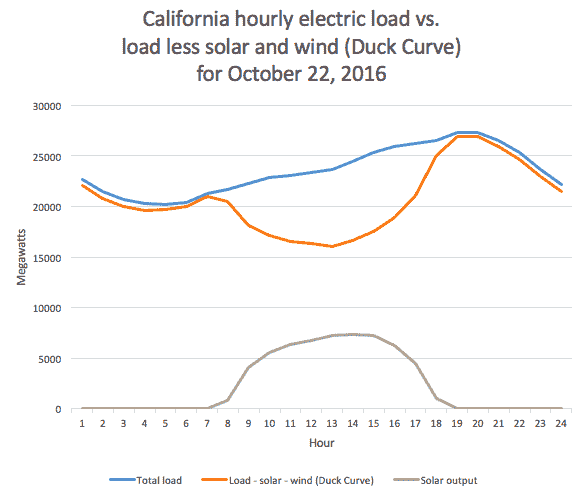 California hourly electric load vs.
load less solar and wind (Duck Curve)
for October 22, 2016
30000
25000
20000
15000
10000
5000
0
Megawatts
1 2 3 4 5 6 7 8 9 10 11 12 13 14 15 16 17 18 19 20 21 22 23 24
Hour
Total load Load - solar - wind (Duck Curve) Solar output